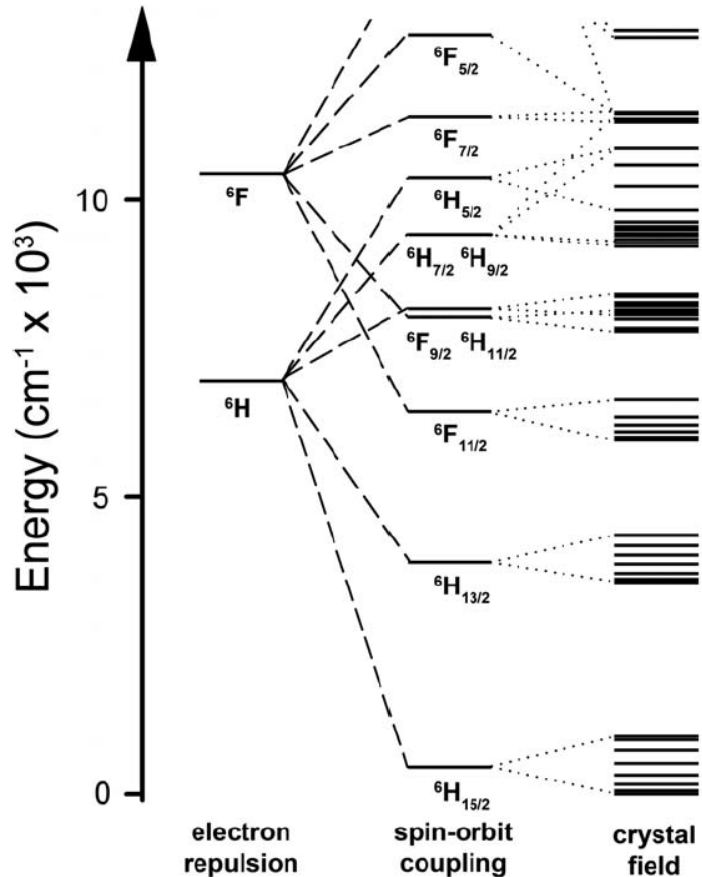 Energy (cm⁻¹ x 10³)
10
5
0
⁶F
⁶H
⁶F₅/₂
⁶F₇/₂
⁶H₅/₂
⁶H₇/₂ ⁶H₉/₂
⁶F₉/₂ ⁶H₁₁/₂
⁶F₁₁/₂
⁶H₁₃/₂
⁶H₁₅/₂
electron
repulsion
spin-orbit
coupling
crystal
field